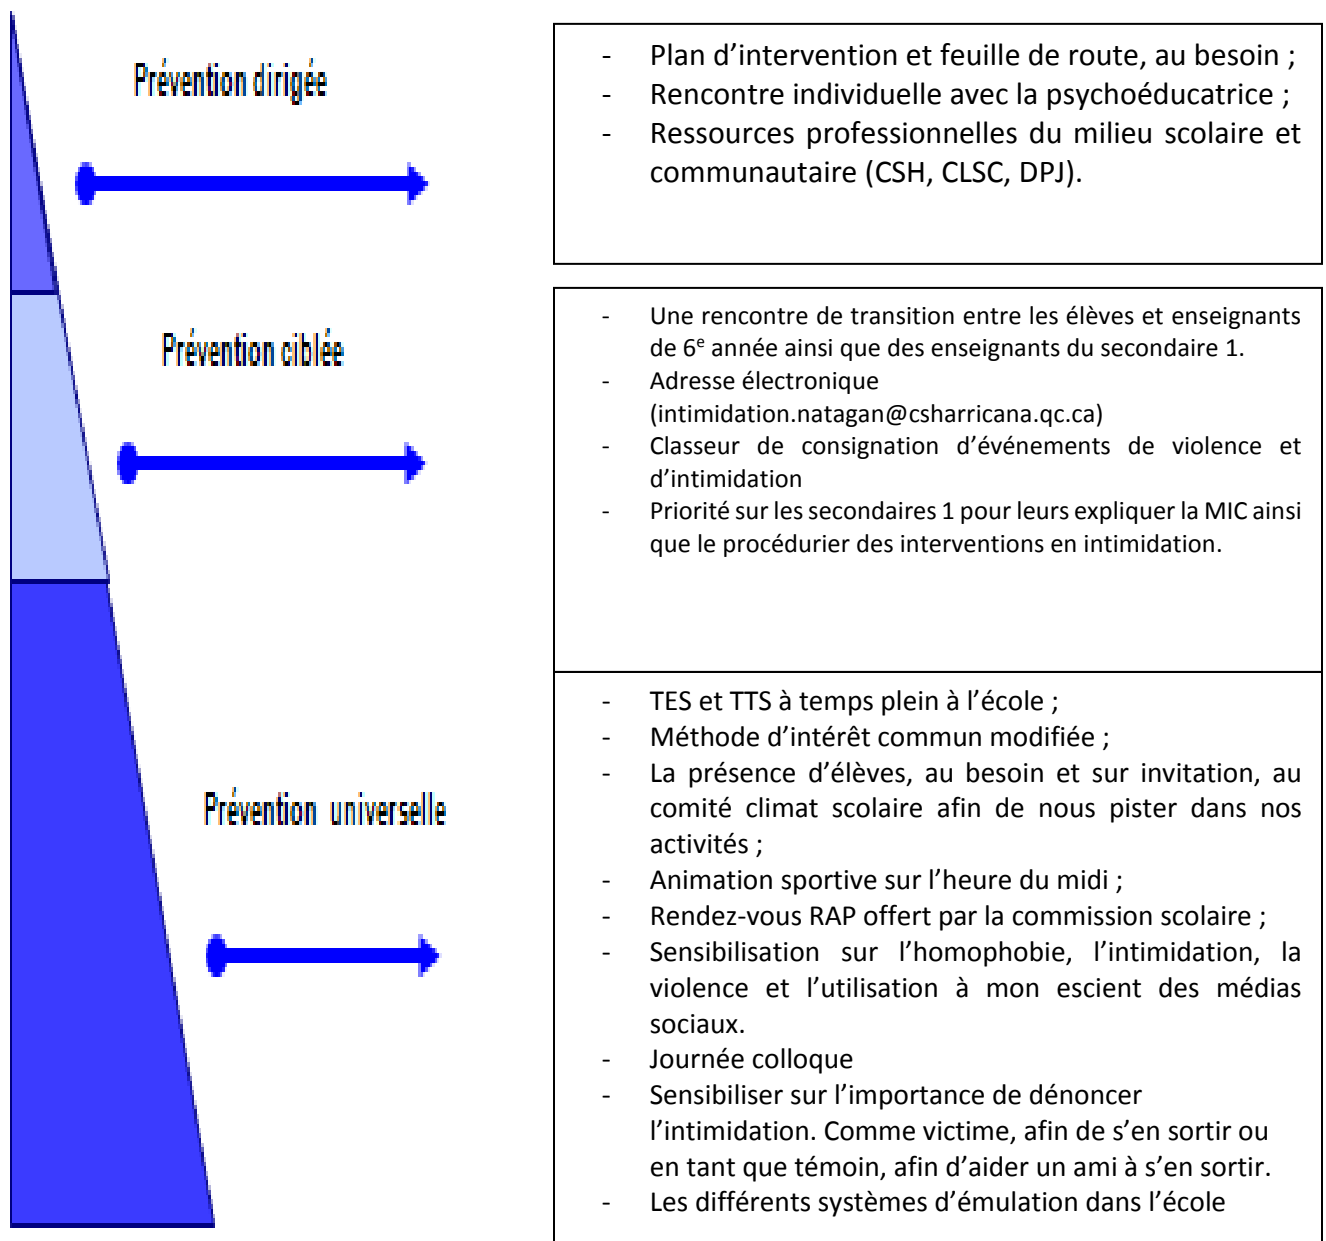 Prévention dirigée
- Plan d’intervention et feuille de route, au besoin ;
- Rencontre individuelle avec la psychoéducatrice ;
- Ressources professionnelles du milieu scolaire et
communautaire (CSH, CLSC, DPJ).
Prévention ciblée
- Une rencontre de transition entre les élèves et enseignants
de 6e année ainsi que des enseignants du secondaire 1.
- Adresse électronique
(intimidation.natagan@csharricana.qc.ca)
- Classeur de consignation d’événements de violence et
d’intimidation
- Priorité sur les secondaires 1 pour leurs expliquer la MIC ainsi
que le procédurier des interventions en intimidation.
Prévention universelle
- TES et TTS à temps plein à l’école ;
- Méthode d’intérêt commun modifiée ;
- La présence d’élèves, au besoin et sur invitation, au
comité climat scolaire afin de nous pister dans nos
activités ;
- Animation sportive sur l’heure du midi ;
- Rendez-vous RAP offert par la commission scolaire ;
- Sensibilisation sur l’homophobie, l’intimidation, la
violence et l’utilisation à mon escient des médias
sociaux.
- Journée colloque
- Sensibiliser sur l’importance de dénoncer
l’intimidation. Comme victime, afin de s’en sortir ou
en tant que témoin, afin d’aider un ami à s’en sortir.
- Les différents systèmes d’émulation dans l’école